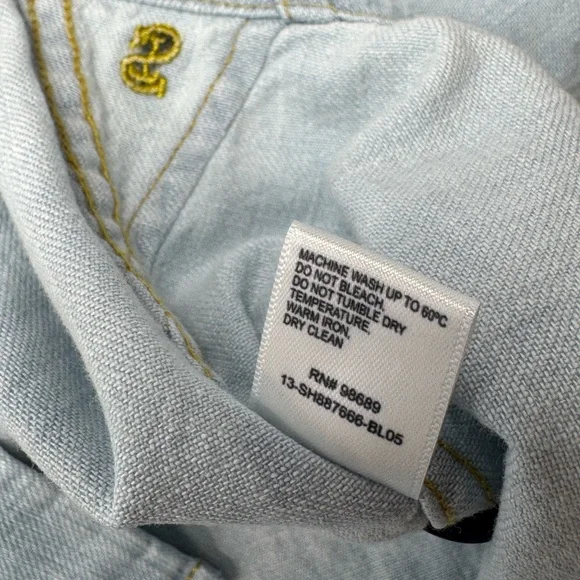 MACHINE WASH UP TO 60ºC
DO NOT BLEACH.
DO NOT TUMBLE DRY
TEMPERATURE.
WARM IRON.
DRY CLEAN
RN# 98689
13-SH887666-BL05